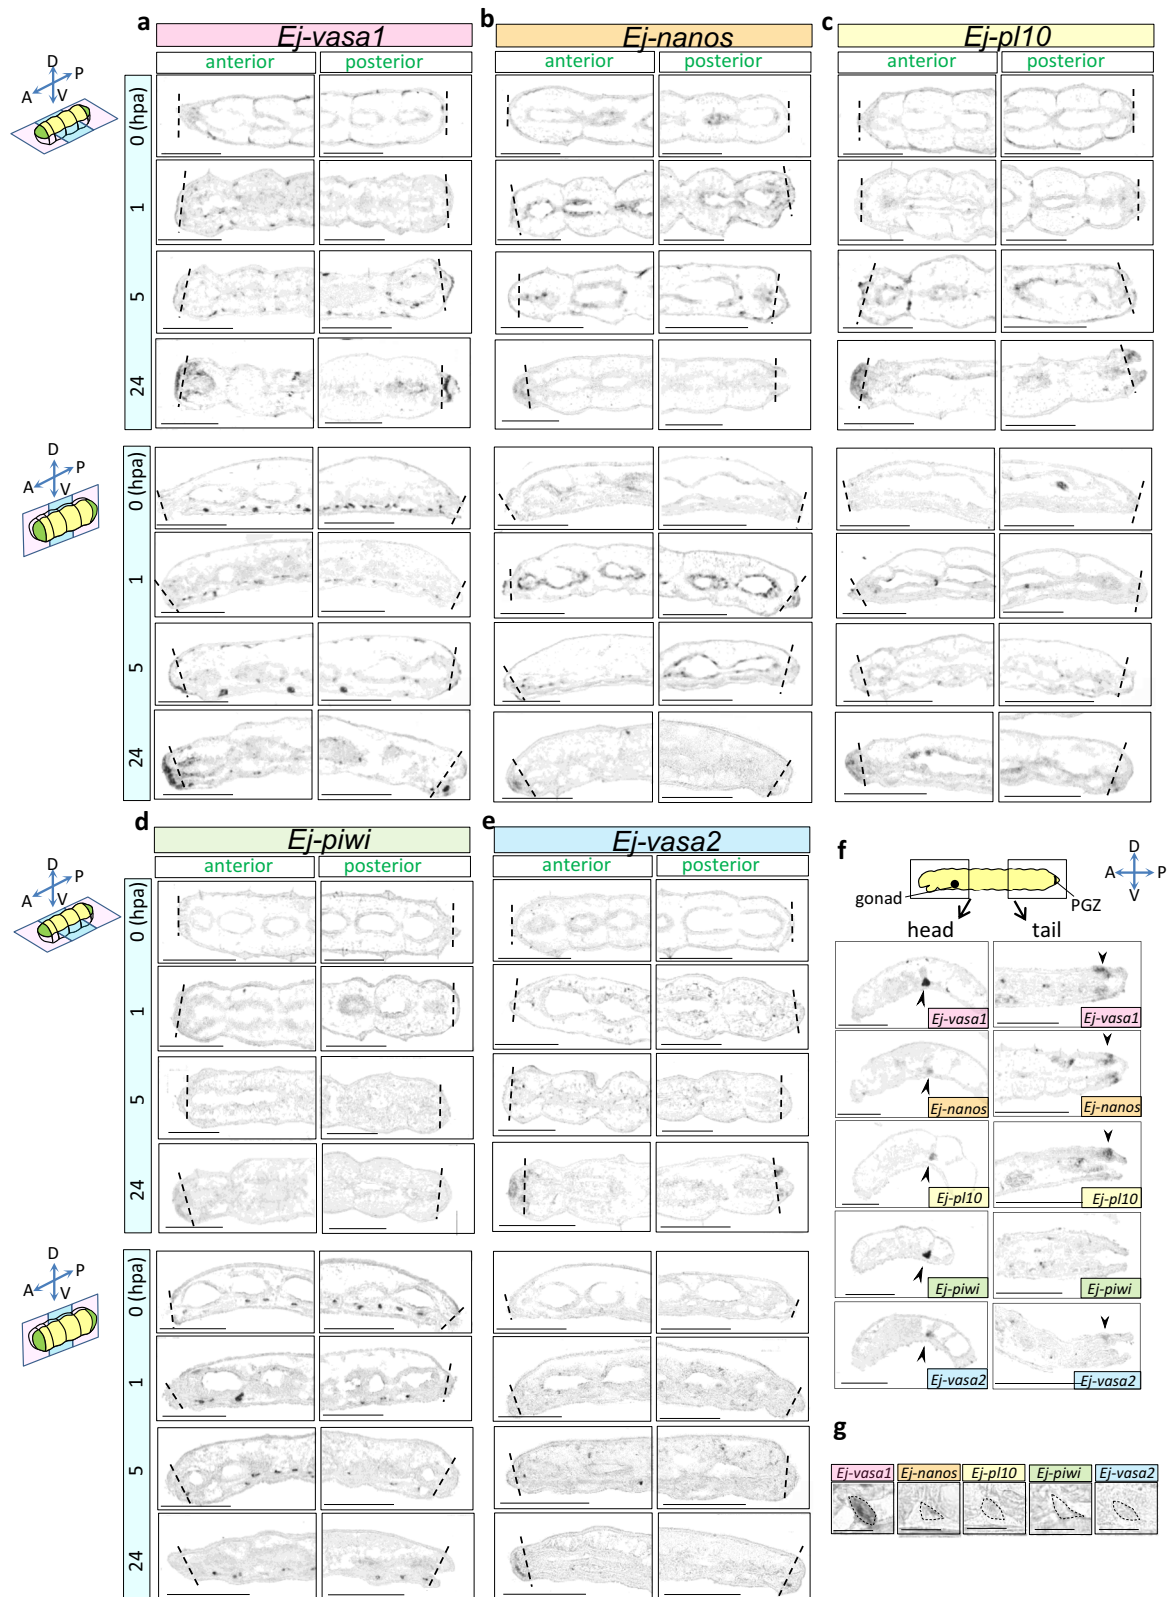 a
Ej-vasa1
anterior
posterior
b
Ej-nanos
anterior
posterior
c
Ej-pl10
anterior
posterior
D
P
A
V
0 (hpa)
1
5
24
D
P
A
V
0 (hpa)
1
5
24
d
Ej-piwi
anterior
posterior
e
Ej-vasa2
anterior
posterior
D
P
A
V
0 (hpa)
1
5
24
D
P
A
V
0 (hpa)
1
5
24
f
D
A
P
V
gonad
PGZ
head
tail
Ej-vasa1
Ej-vasa1
Ej-nanos
Ej-nanos
Ej-pl10
Ej-pl10
Ej-piwi
Ej-piwi
Ej-vasa2
Ej-vasa2
g
Ej-vasa1
Ej-nanos
Ej-pl10
Ej-piwi
Ej-vasa2